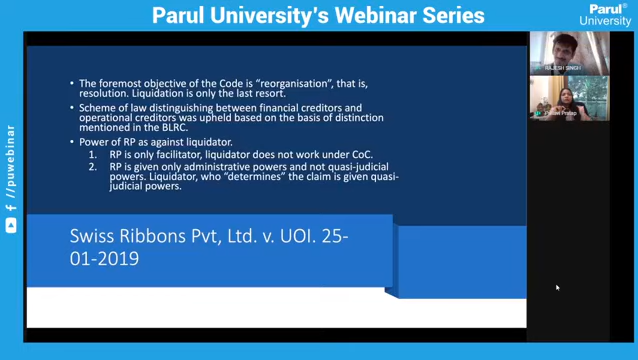 Parul University's Webinar Series
Parul®
University
• The foremost objective of the Code is "reorganisation", that is,
resolution. Liquidation is only the last resort.
• Scheme of law distinguishing between financial creditors and
operational creditors was upheld based on the basis of distinction
mentioned in the BLRC.
• Power of RP as against liquidator.
1. RP is only facilitator, liquidator does not work under CoC.
2. RP is given only administrative powers and not quasi-judicial
powers. Liquidator, who "determines" the claim is given quasi-
judicial powers.
Swiss Ribbons Pvt, Ltd. v. UOI. 25-
01-2019
RAJESH SINGH
Pratap
//puwebinar